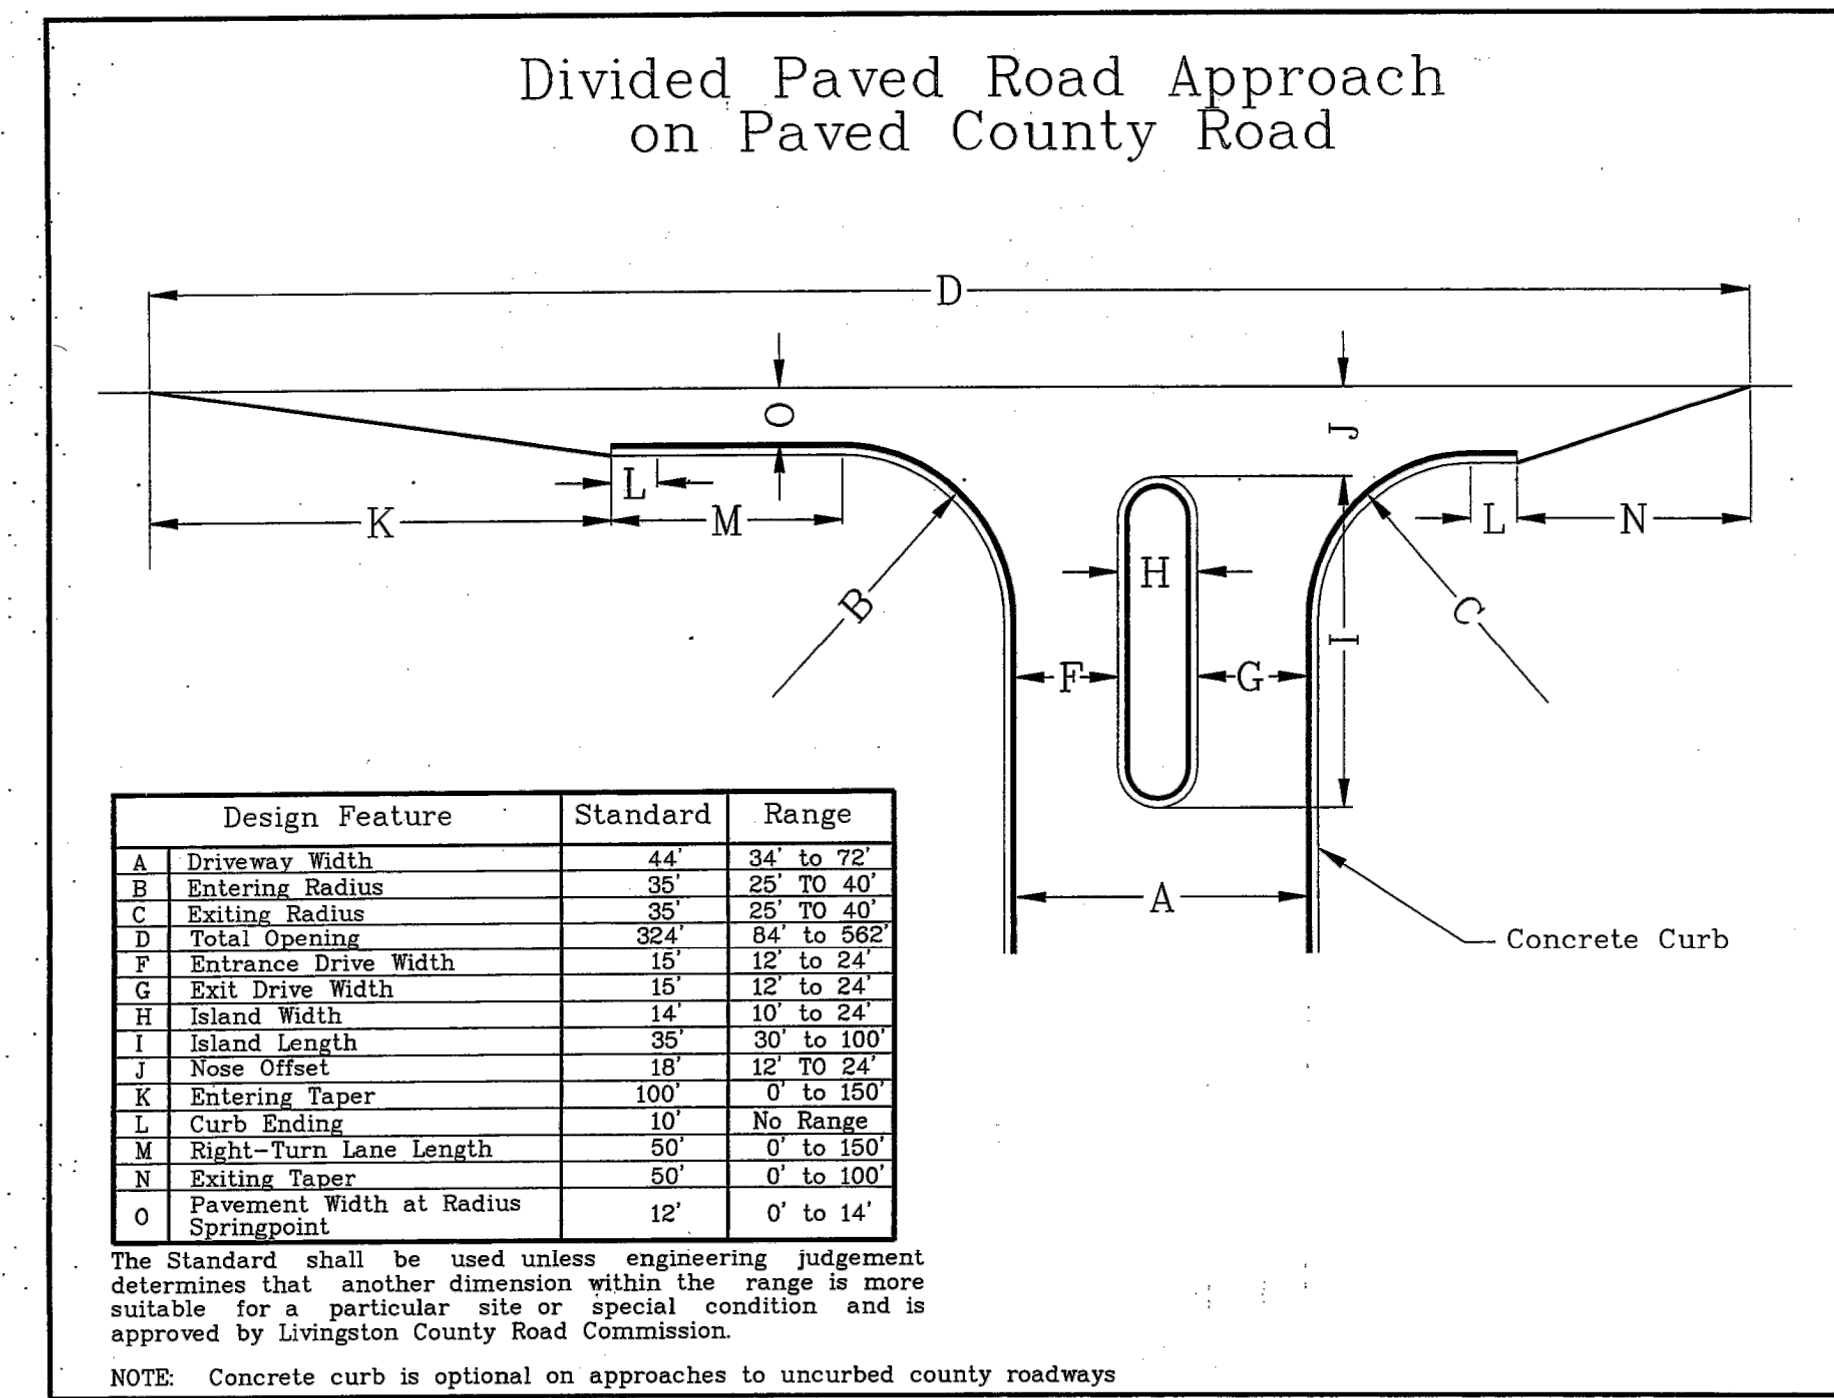 Divided Paved Road Approach
on Paved County Road
D
O
J
L
K
M
L
N
H
B
C
I
F
G
A
Concrete Curb
Design Feature Standard Range
A Driveway Width 44' 34' to 72'
B Entering Radius 35' 25' TO 40'
C Exiting Radius 35' 25' TO 40'
D Total Opening 324' 84' to 562'
F Entrance Drive Width 15' 12' to 24'
G Exit Drive Width 15' 12' to 24'
H Island Width 14' 10' to 24'
I Island Length 35' 30' to 100'
J Nose Offset 18' 12' TO 24'
K Entering Taper 100' 0' to 150'
L Curb Ending 10' No Range
M Right-Turn Lane Length 50' 0' to 150'
N Exiting Taper 50' 0' to 100'
O Pavement Width at Radius
Springpoint 12' 0' to 14'
The Standard shall be used unless engineering judgement
determines that another dimension within the range is more
suitable for a particular site or special condition and is
approved by Livingston County Road Commission.
NOTE: Concrete curb is optional on approaches to uncurbed county roadways